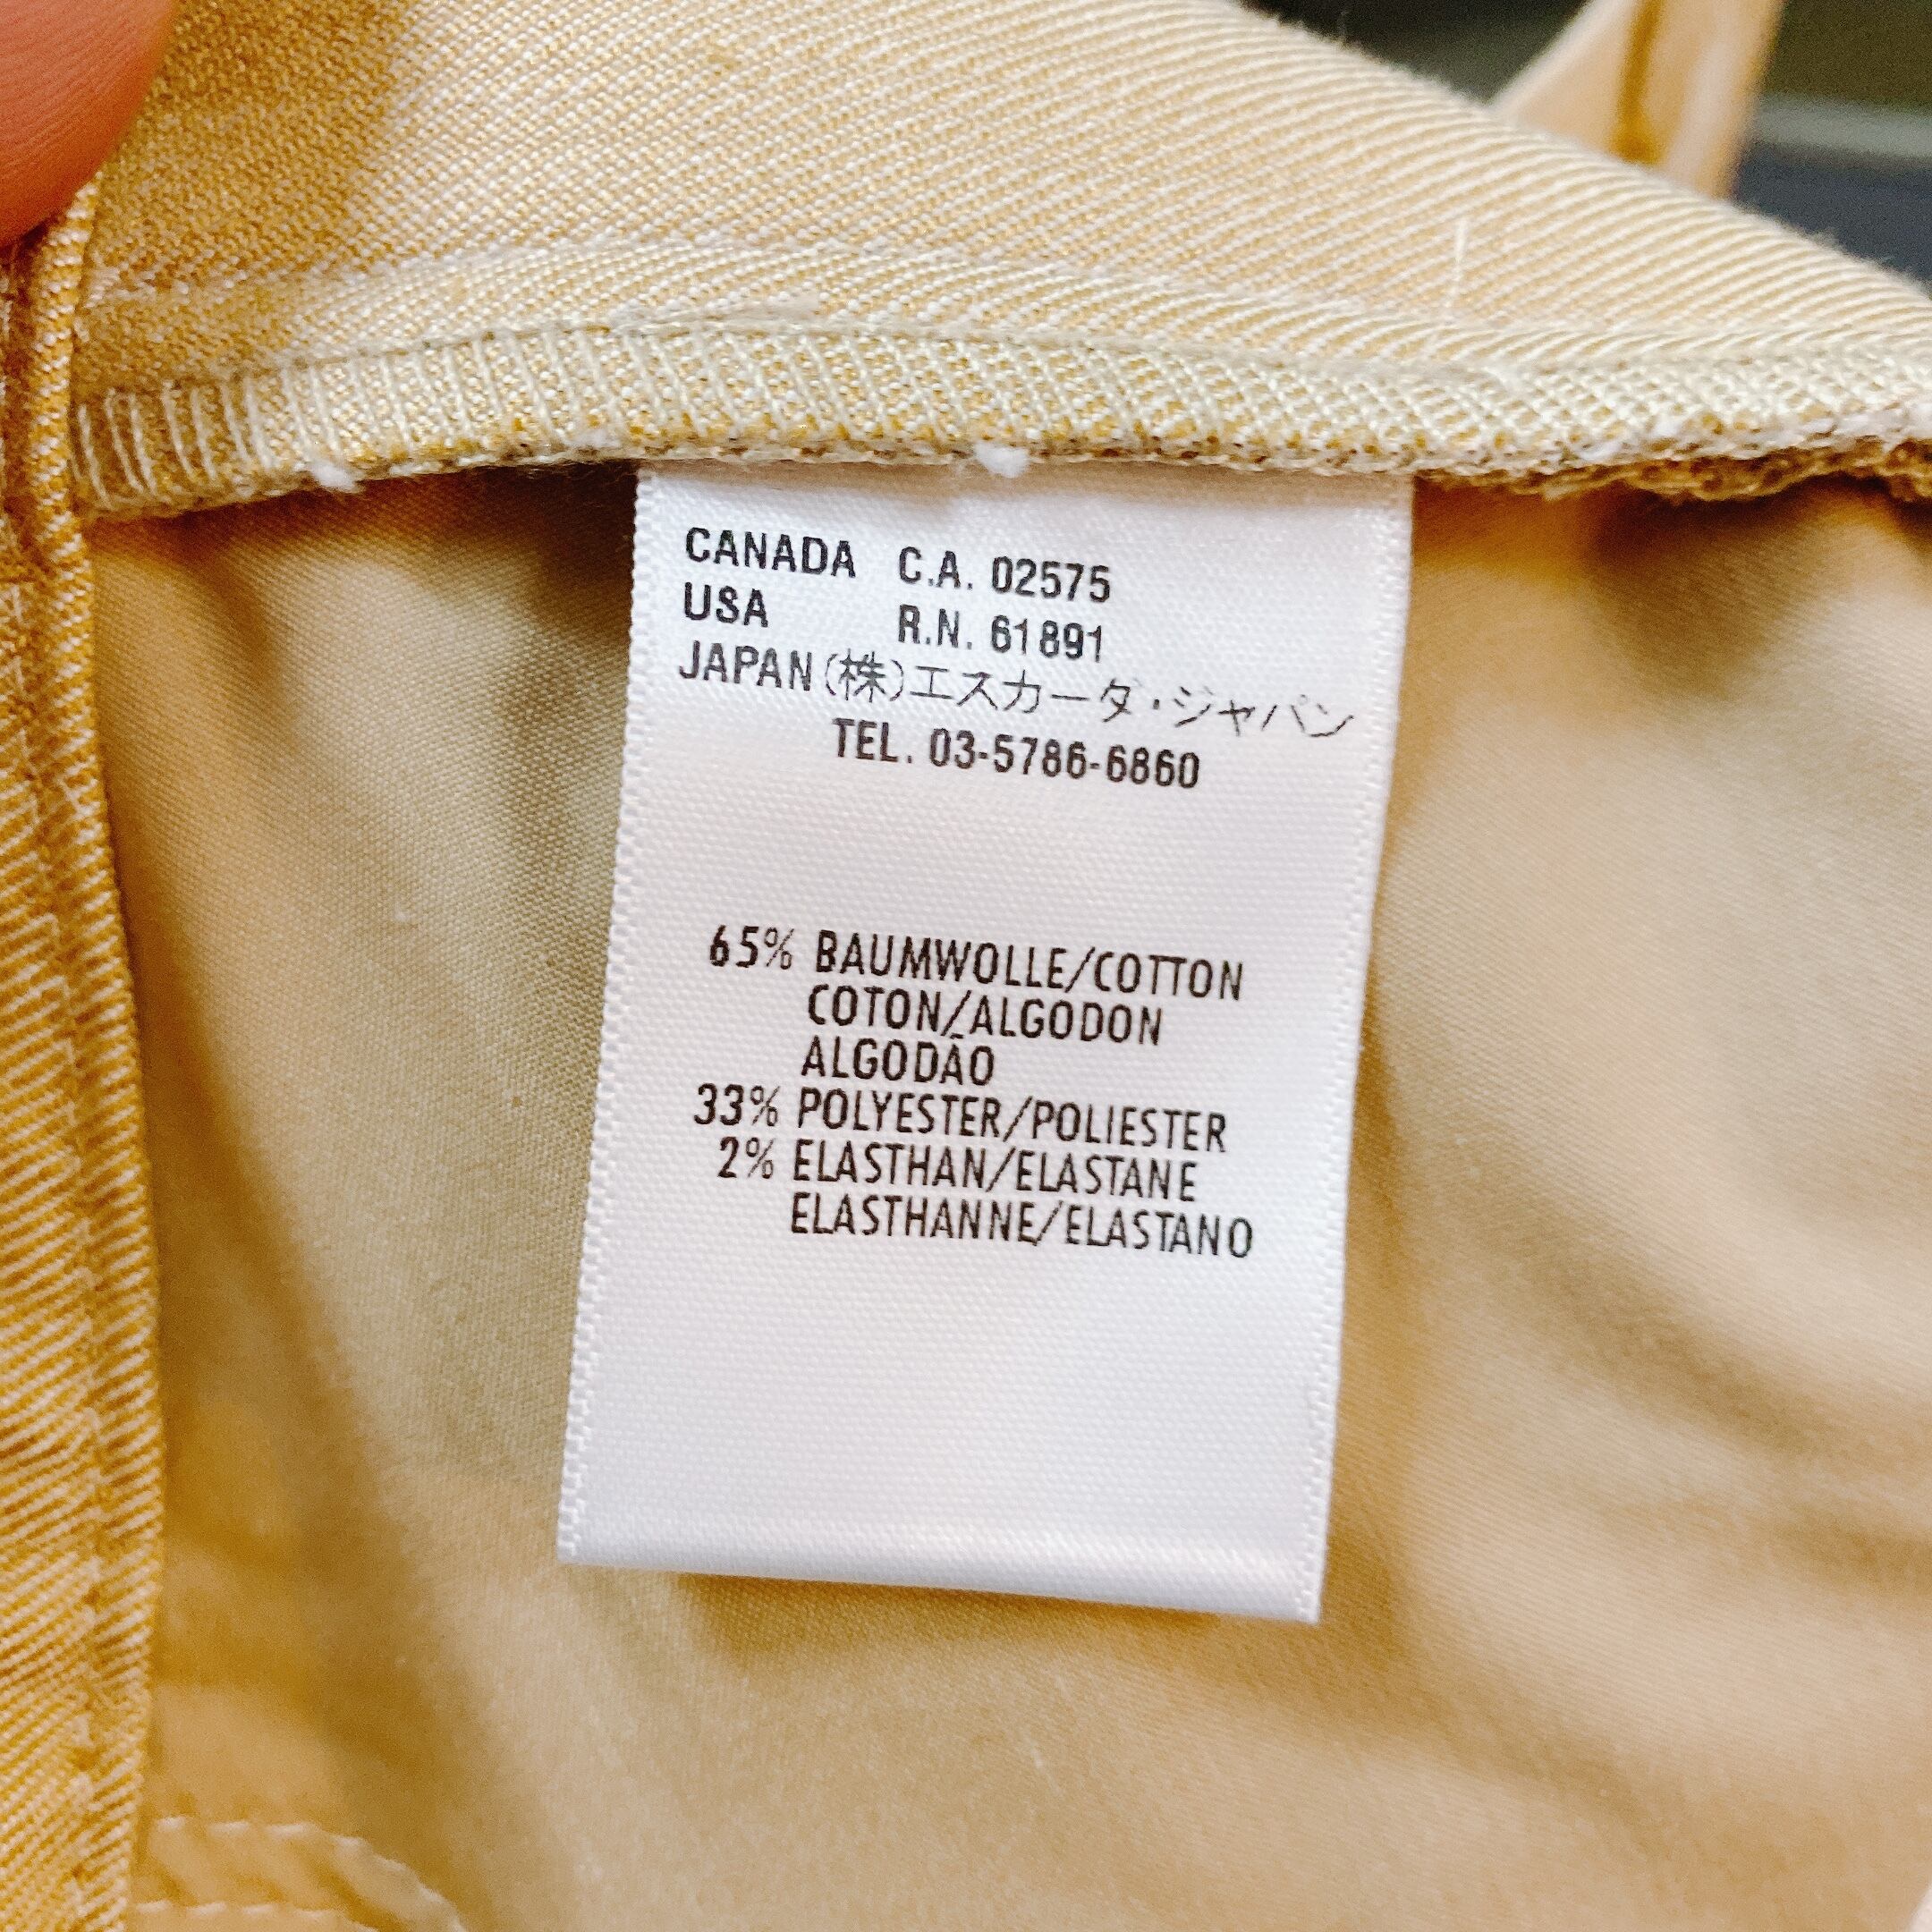 CANADA C.A. 02575
USA R.N. 61891
JAPAN(株)エスカーダ・ジャパン
TEL. 03-5786-6860
65% BAUMWOLLE/COTTON
COTON/ALGODON
ALGODÃO
33% POLYESTER/POLIESTER
2% ELASTHAN/ELASTANE
ELASTHANNE/ELASTANO